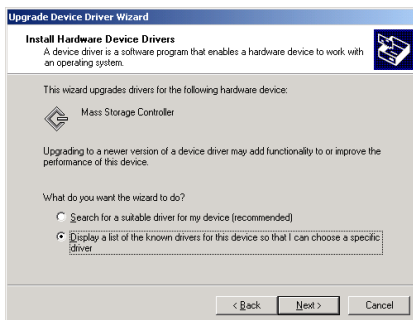 Upgrade Device Driver Wizard
Install Hardware Device Drivers
A device driver is a software program that enables a hardware device to work with
an operating system.
This wizard upgrades drivers for the following hardware device:
Mass Storage Controller
Upgrading to a newer version of a device driver may add functionality to or improve the
performance of this device.
What do you want the wizard to do?
Search for a suitable driver for my device (recommended)
Display a list of the known drivers for this device so that I can choose a specific
driver
< Back Next > Cancel